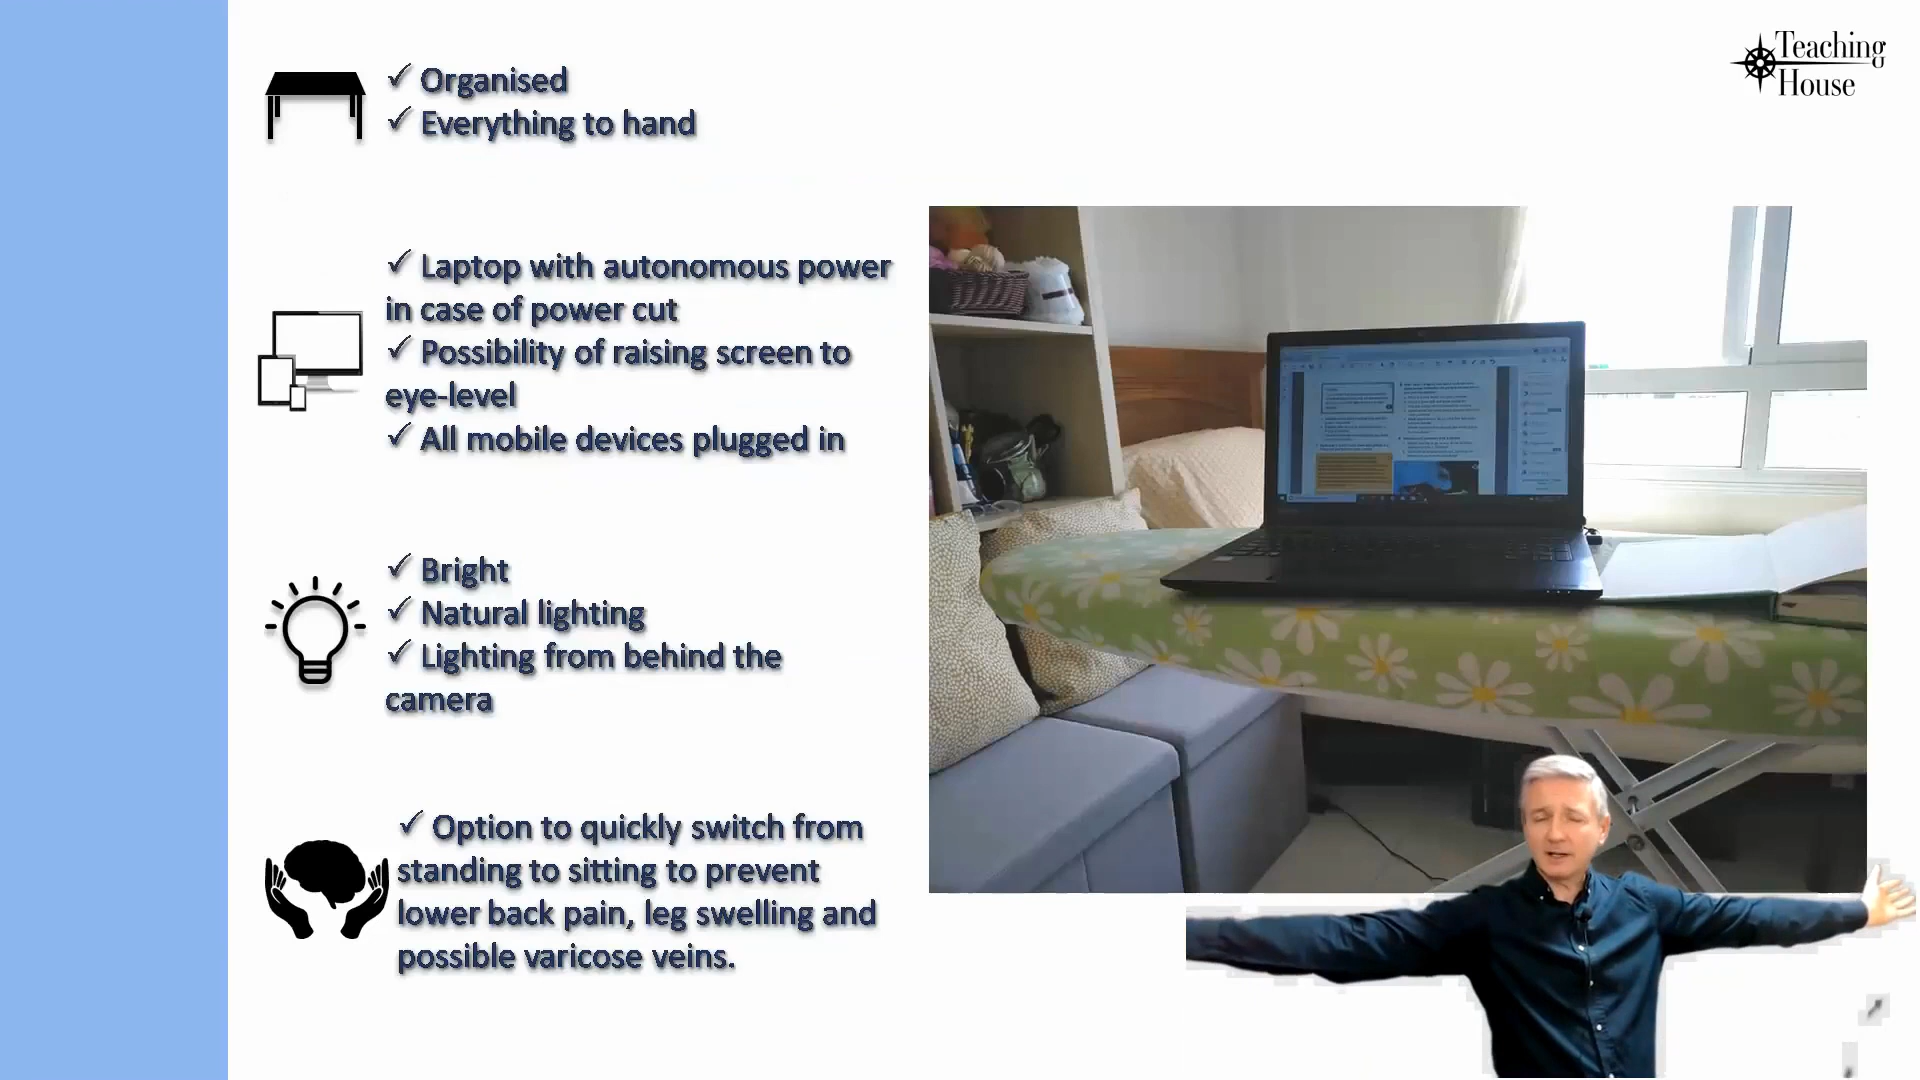 Teaching
House
✓ Organised
✓ Everything to hand
✓ Laptop with autonomous power
in case of power cut
✓ Possibility of raising screen to
eye-level
✓ All mobile devices plugged in
✓ Bright
✓ Natural lighting
✓ Lighting from behind the
camera
✓ Option to quickly switch from
standing to sitting to prevent
lower back pain, leg swelling and
possible varicose veins.